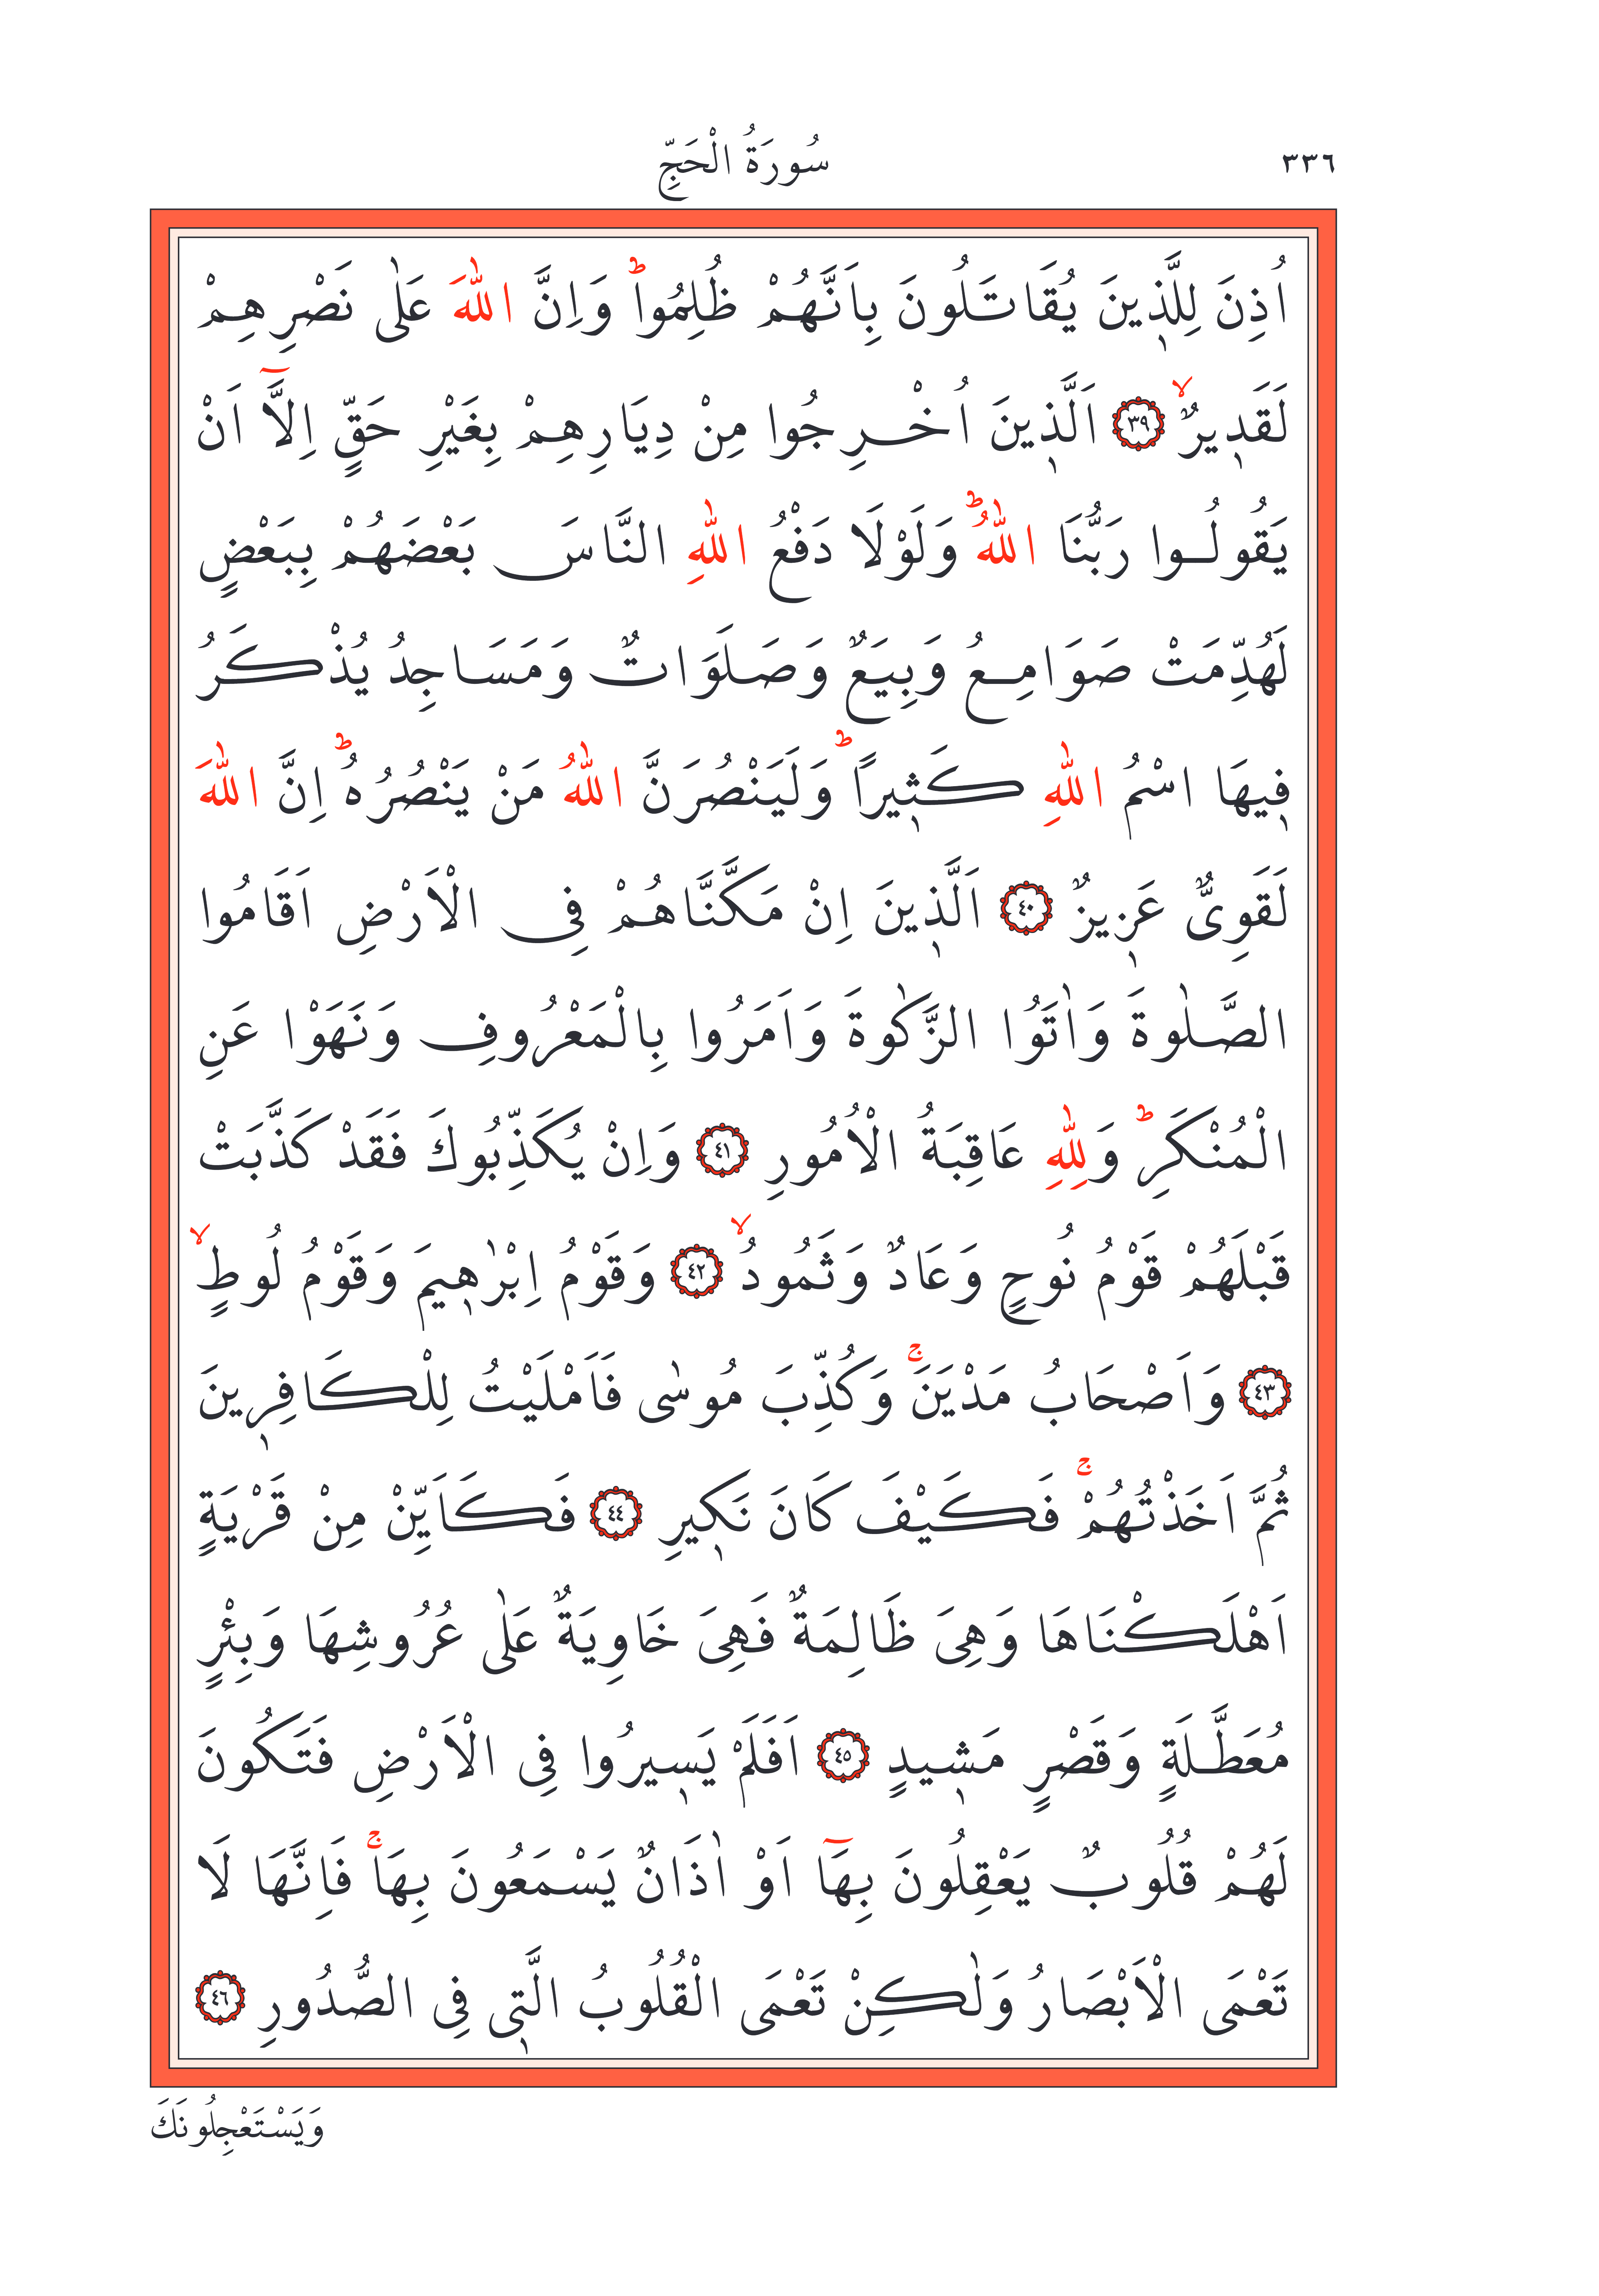 ٣٣٦
سُورَةُ الْحَجِّ
اُذِنَ لِلَّذ۪ينَ يُقَاتَلُونَ بِاَنَّهُمْ ظُلِمُواۜ وَاِنَّ اللّٰهَ عَلٰى نَصْرِهِمْ
لَقَد۪يرٌۙ ﴿٣٩﴾ اَلَّذ۪ينَ اُخْرِجُوا مِنْ دِيَارِهِمْ بِغَيْرِ حَقٍّ اِلَّٓا اَنْ
يَقُولُوا رَبُّنَا اللّٰهُۜ وَلَوْلَا دَفْعُ اللّٰهِ النَّاسَ بَعْضَهُمْ بِبَعْضٍ
لَهُدِّمَتْ صَوَامِعُ وَبِيَعٌ وَصَلَوَاتٌ وَمَسَاجِدُ يُذْكَرُ
ف۪يهَا اسْمُ اللّٰهِ كَث۪يراًۜ وَلَيَنْصُرَنَّ اللّٰهُ مَنْ يَنْصُرُهُۜ اِنَّ اللّٰهَ
لَقَوِىٌّ عَز۪يزٌ ﴿٤٠﴾ اَلَّذ۪ينَ اِنْ مَكَّنَّاهُمْ فِى الْاَرْضِ اَقَامُوا
الصَّلٰوةَ وَاٰتَوُا الزَّكٰوةَ وَاَمَرُوا بِالْمَعْرُوفِ وَنَهَوْا عَنِ
الْمُنْكَرِۜ وَلِلّٰهِ عَاقِبَةُ الْاُمُورِ ﴿٤١﴾ وَاِنْ يُكَذِّبُوكَ فَقَدْ كَذَّبَتْ
قَبْلَهُمْ قَوْمُ نُوحٍ وَعَادٌ وَثَمُودُۙ ﴿٤٢﴾ وَقَوْمُ اِبْرٰه۪يمَ وَقَوْمُ لُوطٍۙ
﴿٤٣﴾ وَاَصْحَابُ مَدْيَنَۚ وَكُذِّبَ مُوسٰى فَاَمْلَيْتُ لِلْكَافِر۪ينَ
ثُمَّ اَخَذْتُهُمْۚ فَكَيْفَ كَانَ نَك۪يرِ ﴿٤٤﴾ فَكَاَيِّنْ مِنْ قَرْيَةٍ
اَهْلَكْنَاهَا وَهِىَ ظَالِمَةٌ فَهِىَ خَاوِيَةٌ عَلٰى عُرُوشِهَا وَبِئْرٍ
مُعَطَّلَةٍ وَقَصْرٍ مَش۪يدٍ ﴿٤٥﴾ اَفَلَمْ يَس۪يرُوا فِى الْاَرْضِ فَتَكُونَ
لَهُمْ قُلُوبٌ يَعْقِلُونَ بِهَٓا اَوْ اٰذَانٌ يَسْمَعُونَ بِهَاۚ فَاِنَّهَا لَا
تَعْمَى الْاَبْصَارُ وَلٰكِنْ تَعْمَى الْقُلُوبُ الَّت۪ى فِى الصُّدُورِ ﴿٤٦﴾
وَيَسْتَعْجِلُونَكَ